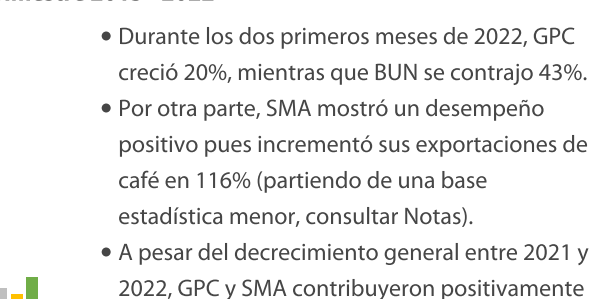 • Durante los dos primeros meses de 2022, GPC
creció 20%, mientras que BUN se contrajo 43%.
• Por otra parte, SMA mostró un desempeño
positivo pues incrementó sus exportaciones de
café en 116% (partiendo de una base
estadística menor, consultar Notas).
• A pesar del decrecimiento general entre 2021 y
2022, GPC y SMA contribuyeron positivamente